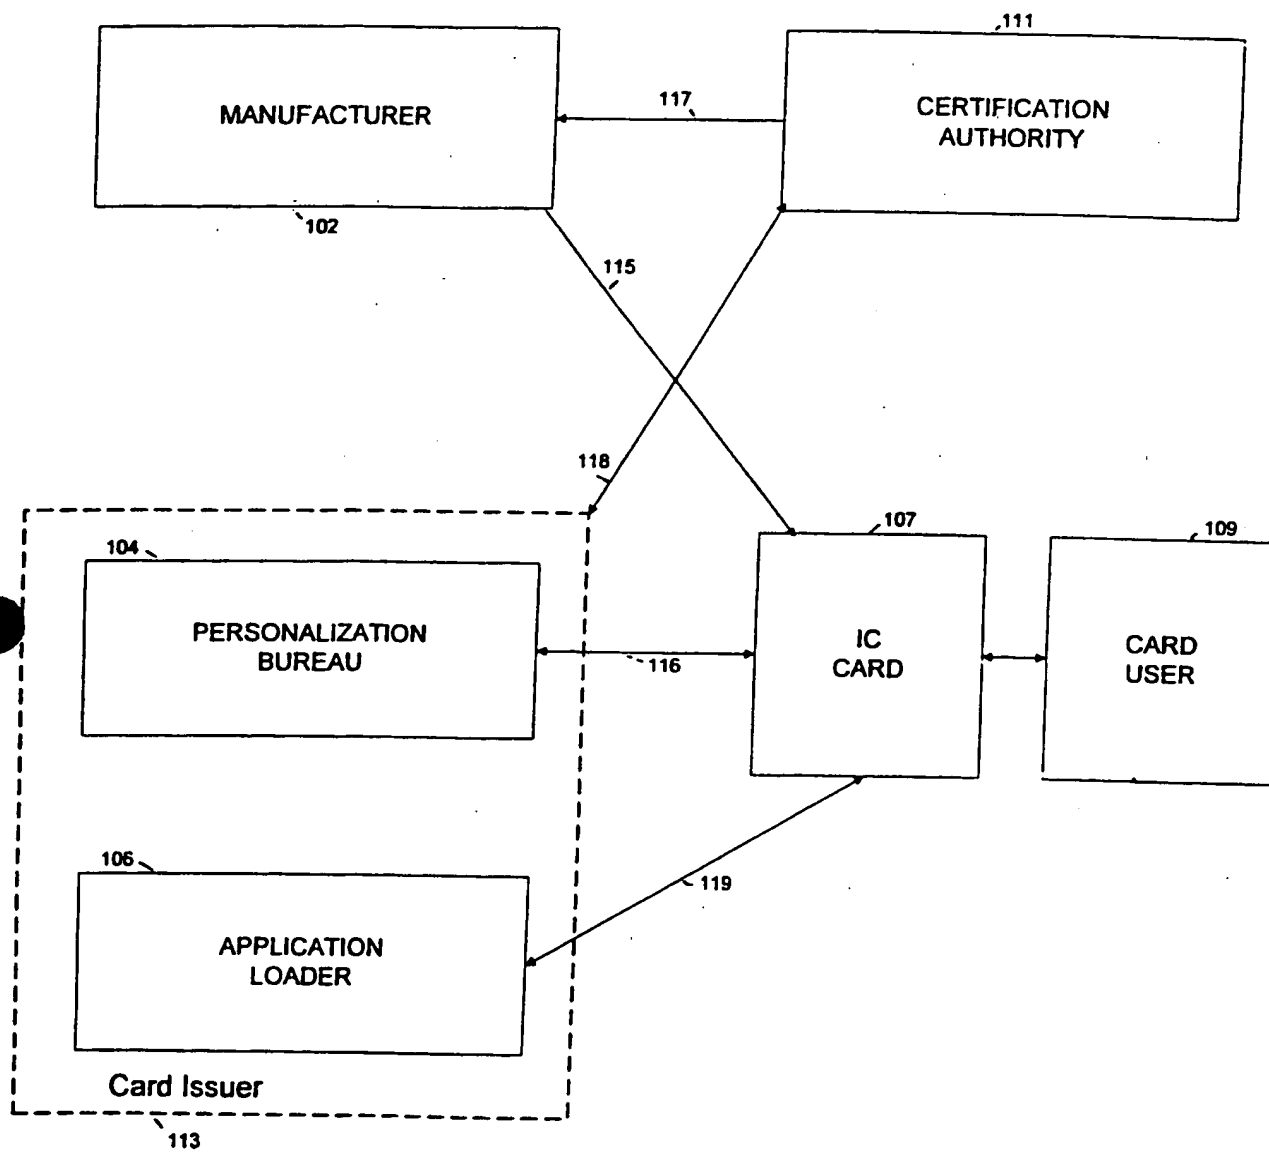 111
MANUFACTURER
117
CERTIFICATION
AUTHORITY
102
115
118
107
109
104
PERSONALIZATION
BUREAU
116
IC
CARD
CARD
USER
106
119
APPLICATION
LOADER
Card Issuer
113